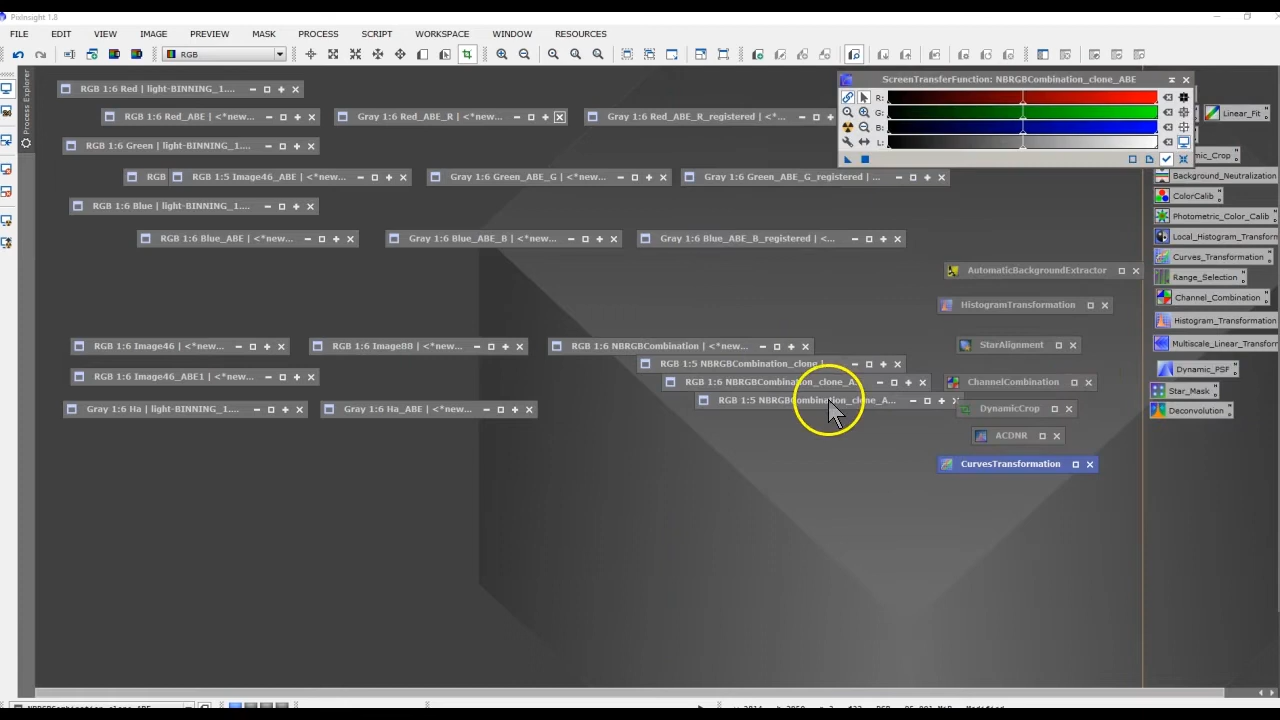 PixInsight 1.8
FILE EDIT VIEW IMAGE PREVIEW MASK PROCESS SCRIPT WORKSPACE WINDOW RESOURCES
RGB
Process Explorer
ScreenTransferFunction: NBRGBCombination_clone_ABE
R:
G:
B:
L:
RGB 1:6 Red | light-BINNING_1....
RGB 1:6 Red_ABE | <*new...
Gray 1:6 Red_ABE_R | <*new...
Gray 1:6 Red_ABE_R_registered | <*...
Linear_Fit
RGB 1:6 Green | light-BINNING_1....
RGB
RGB 1:5 Image46_ABE | <*new...
Gray 1:6 Green_ABE_G | <*new...
Gray 1:6 Green_ABE_G_registered | ...
Background_Neutralization
ColorCalib
RGB 1:6 Blue | light-BINNING_1....
Photometric_Color_Calib
RGB 1:6 Blue_ABE | <*new...
Gray 1:6 Blue_ABE_B | <*new...
Gray 1:6 Blue_ABE_B_registered | <...
Local_Histogram_Transform
Curves_Transformation
AutomaticBackgroundExtractor
Range_Selection
Channel_Combination
HistogramTransformation
Histogram_Transformation
RGB 1:6 Image46 | <*new...
RGB 1:6 Image88 | <*new...
RGB 1:6 NBRGBCombination | <*new...
StarAlignment
Multiscale_Linear_Transform
RGB 1:5 NBRGBCombination_clone |
Dynamic_PSF
RGB 1:6 Image46_ABE1 | <*new...
RGB 1:6 NBRGBCombination_clone_A...
ChannelCombination
Star_Mask
RGB 1:5 NBRGBCombination_clone_A...
Gray 1:6 Ha | light-BINNING_1....
Gray 1:6 Ha_ABE | <*new...
DynamicCrop
Deconvolution
ACDNR
CurvesTransformation